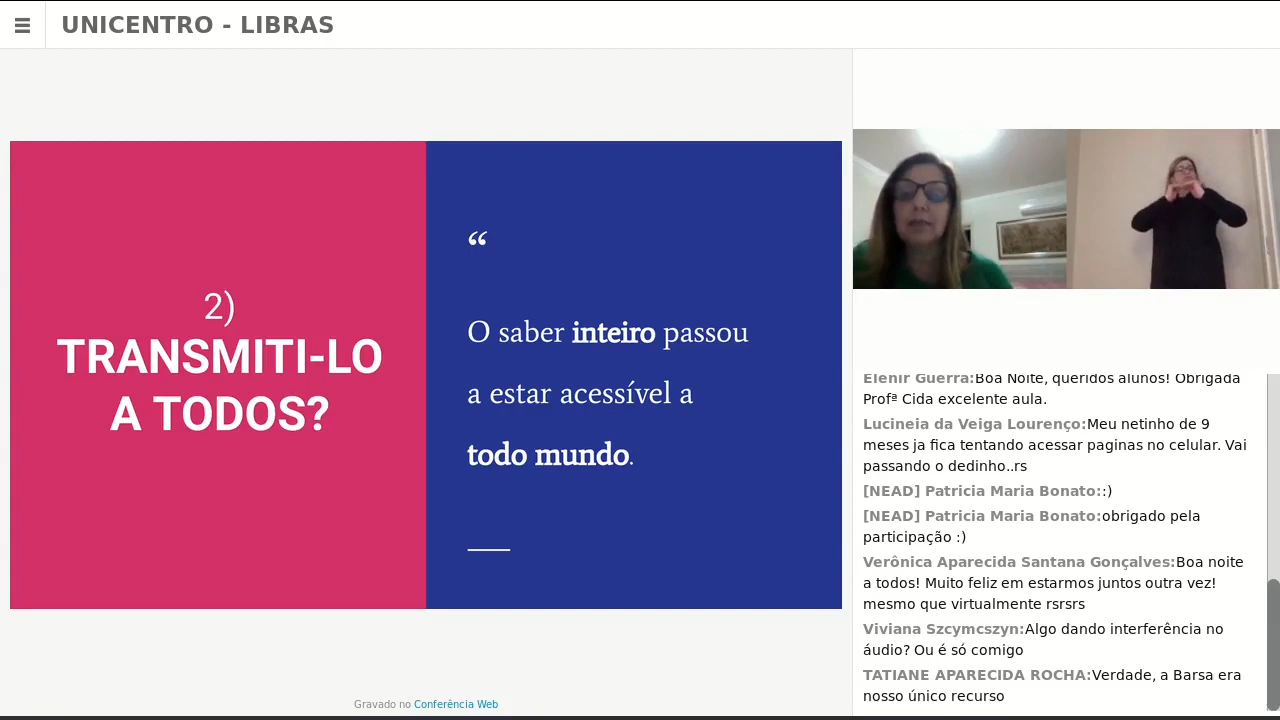 UNICENTRO - LIBRAS
2)
TRANSMITI-LO
A TODOS?
“
O saber inteiro passou
a estar acessível a
todo mundo.
Elenir Guerra:Boa Noite, queridos alunos! Obrigada
Profª Cida excelente aula.
Lucineia da Veiga Lourenço:Meu netinho de 9
meses ja fica tentando acessar paginas no celular. Vai
passando o dedinho..rs
[NEAD] Patricia Maria Bonato::)
[NEAD] Patricia Maria Bonato:obrigado pela
participação :)
Verônica Aparecida Santana Gonçalves:Boa noite
a todos! Muito feliz em estarmos juntos outra vez!
mesmo que virtualmente rsrsrs
Viviana Szcymcszyn:Algo dando interferência no
áudio? Ou é só comigo
TATIANE APARECIDA ROCHA:Verdade, a Barsa era
nosso único recurso
Gravado no Conferência Web